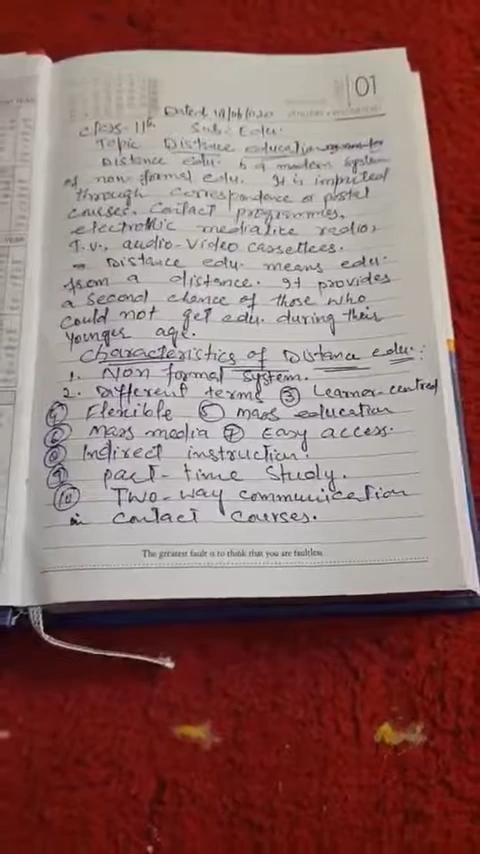 01
Dated
Class - 11th Sub: Edu.
Topic Distance education
Distance edu. is a modern system
of non-formal edu. It is imparted
through correspondence or postal
courses, contact programmes,
electronic media like radio,
T.V., audio-video cassettees.
Distance edu. means edu.
from a distance. It provides
a second chance of those who
could not get edu. during their
younger age.
Characteristics of Distance edu:
1. Non formal system.
2. Different terms ③ Learner-centred
④ Flexible ⑤ mass education
⑥ Mass media ⑦ Easy access.
⑧ Indirect instruction.
⑨ part-time study.
⑩ Two-way communication
in contact courses.
The greatest fault is to think that you are faultless